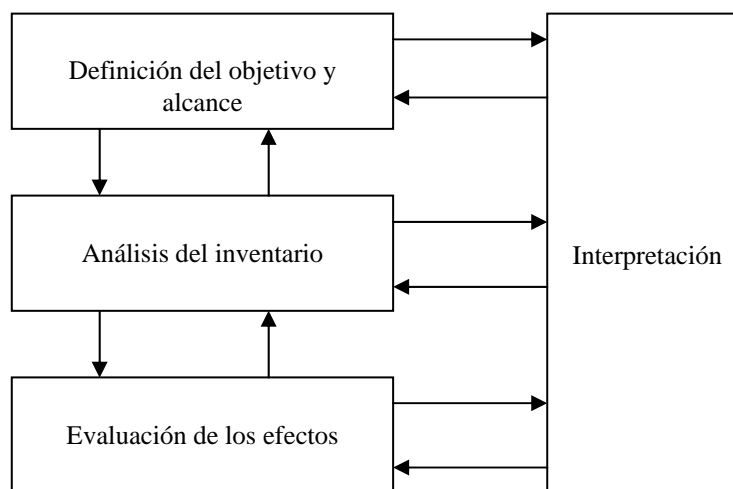 Definición del objetivo y
alcance
Análisis del inventario
Interpretación
Evaluación de los efectos